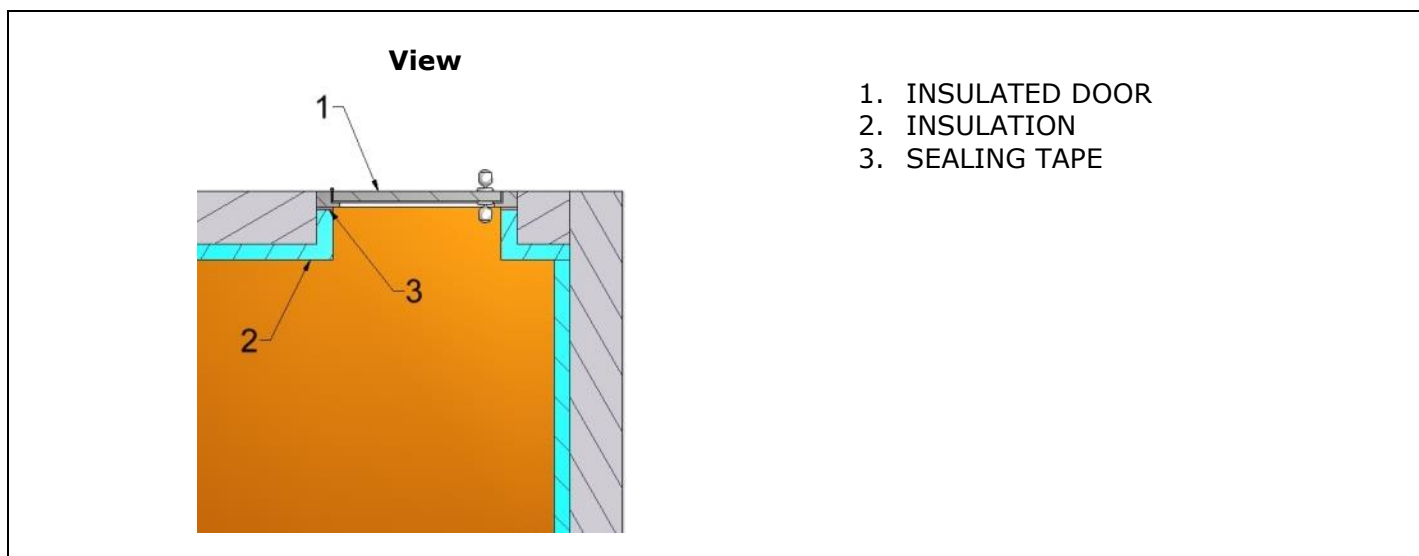 View
1
1. INSULATED DOOR
2. INSULATION
3. SEALING TAPE
3
2